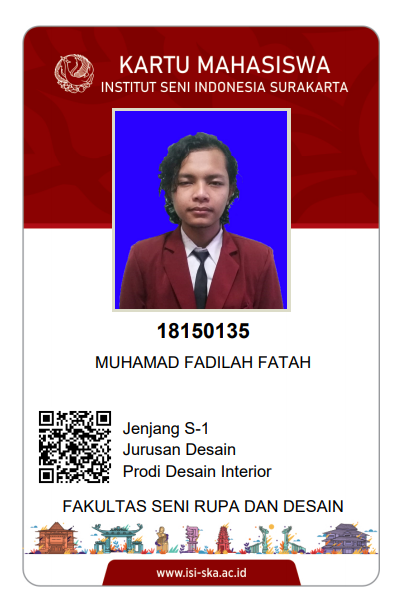 KARTU MAHASISWA
INSTITUT SENI INDONESIA SURAKARTA
18150135
MUHAMAD FADILAH FATAH
Jenjang S-1
Jurusan Desain
Prodi Desain Interior
FAKULTAS SENI RUPA DAN DESAIN
www.isi-ska.ac.id